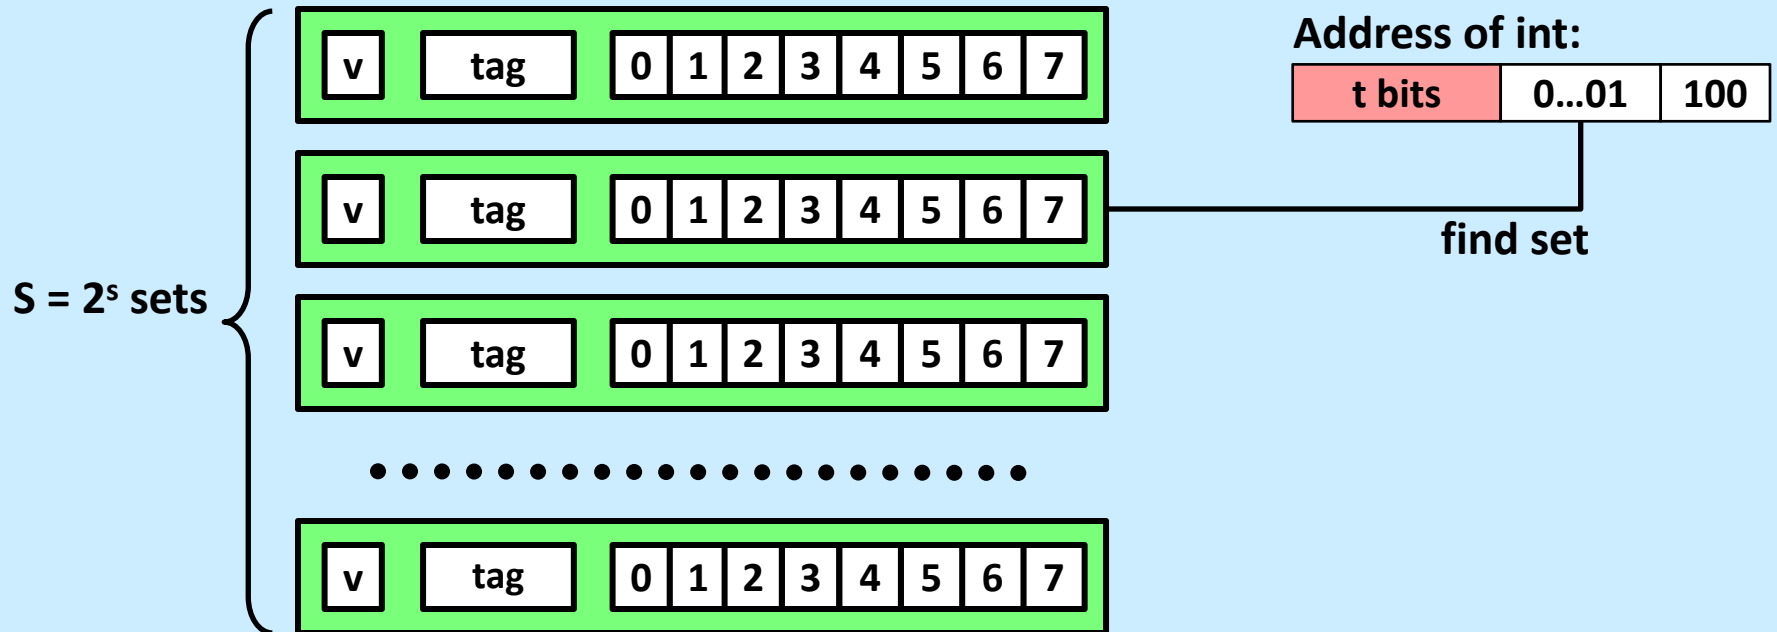 v tag 0 1 2 3 4 5 6 7
Address of int:
t bits 0...01 100
v tag 0 1 2 3 4 5 6 7
find set
S = 2ˢ sets
v tag 0 1 2 3 4 5 6 7
v tag 0 1 2 3 4 5 6 7